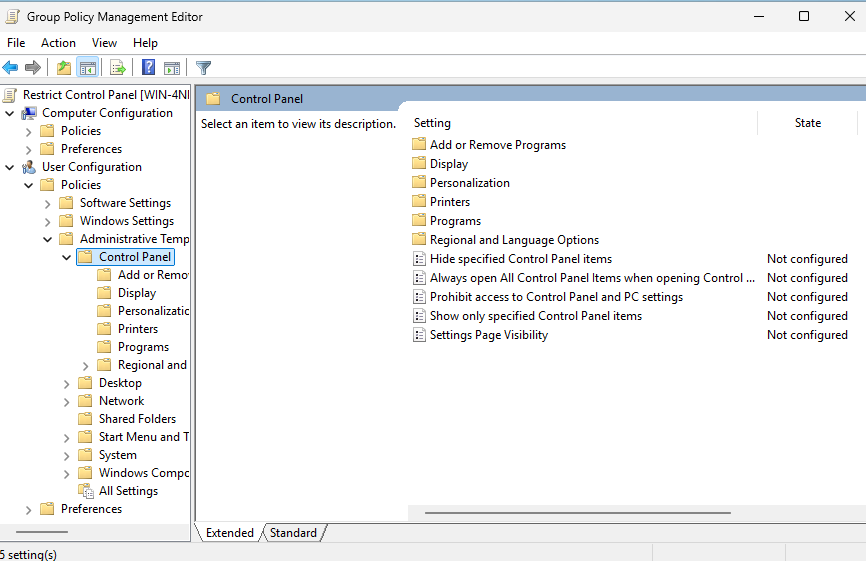 Group Policy Management Editor
File Action View Help
Restrict Control Panel [WIN-4NI
Computer Configuration
Policies
Preferences
User Configuration
Policies
Software Settings
Windows Settings
Administrative Temp
Control Panel
Add or Remov
Display
Personalizatic
Printers
Programs
Regional and
Desktop
Network
Shared Folders
Start Menu and T
System
Windows Compc
All Settings
Preferences
Control Panel
Select an item to view its description.
Setting State
Add or Remove Programs
Display
Personalization
Printers
Programs
Regional and Language Options
Hide specified Control Panel items Not configured
Always open All Control Panel Items when opening Control ... Not configured
Prohibit access to Control Panel and PC settings Not configured
Show only specified Control Panel items Not configured
Settings Page Visibility Not configured
Extended Standard
5 setting(s)